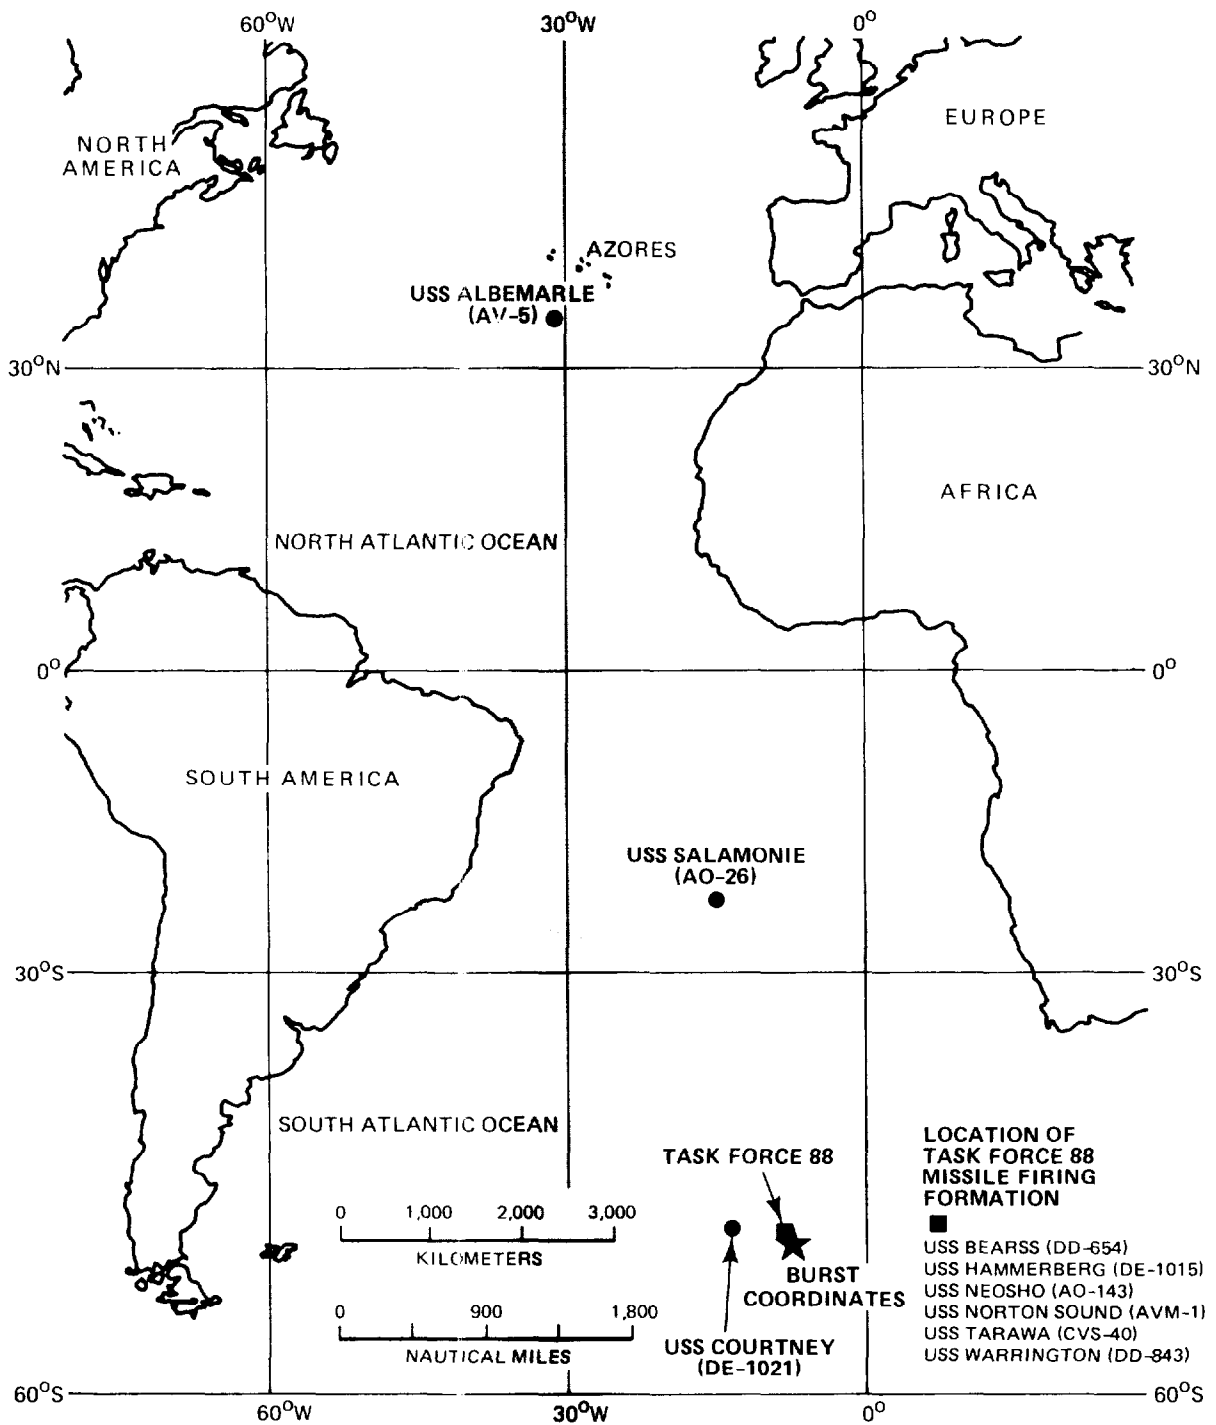 60°W 30°W 0°
NORTH
AMERICA
EUROPE
AZORES
USS ALBEMARLE
(AV-5)
30°N 30°N
AFRICA
NORTH ATLANTIC OCEAN
0° 0°
SOUTH AMERICA
USS SALAMONIE
(AO-26)
30°S 30°S
SOUTH ATLANTIC OCEAN
TASK FORCE 88
LOCATION OF
TASK FORCE 88
MISSILE FIRING
FORMATION
0 1,000 2,000 3,000
KILOMETERS
USS BEARSS (DD-654)
USS HAMMERBERG (DE-1015)
USS NEOSHO (AO-143)
USS NORTON SOUND (AVM-1)
USS TARAWA (CVS-40)
USS WARRINGTON (DD-843)
BURST
COORDINATES
0 900 1,800
NAUTICAL MILES
USS COURTNEY
(DE-1021)
60°S 60°S
60°W 30°W 0°